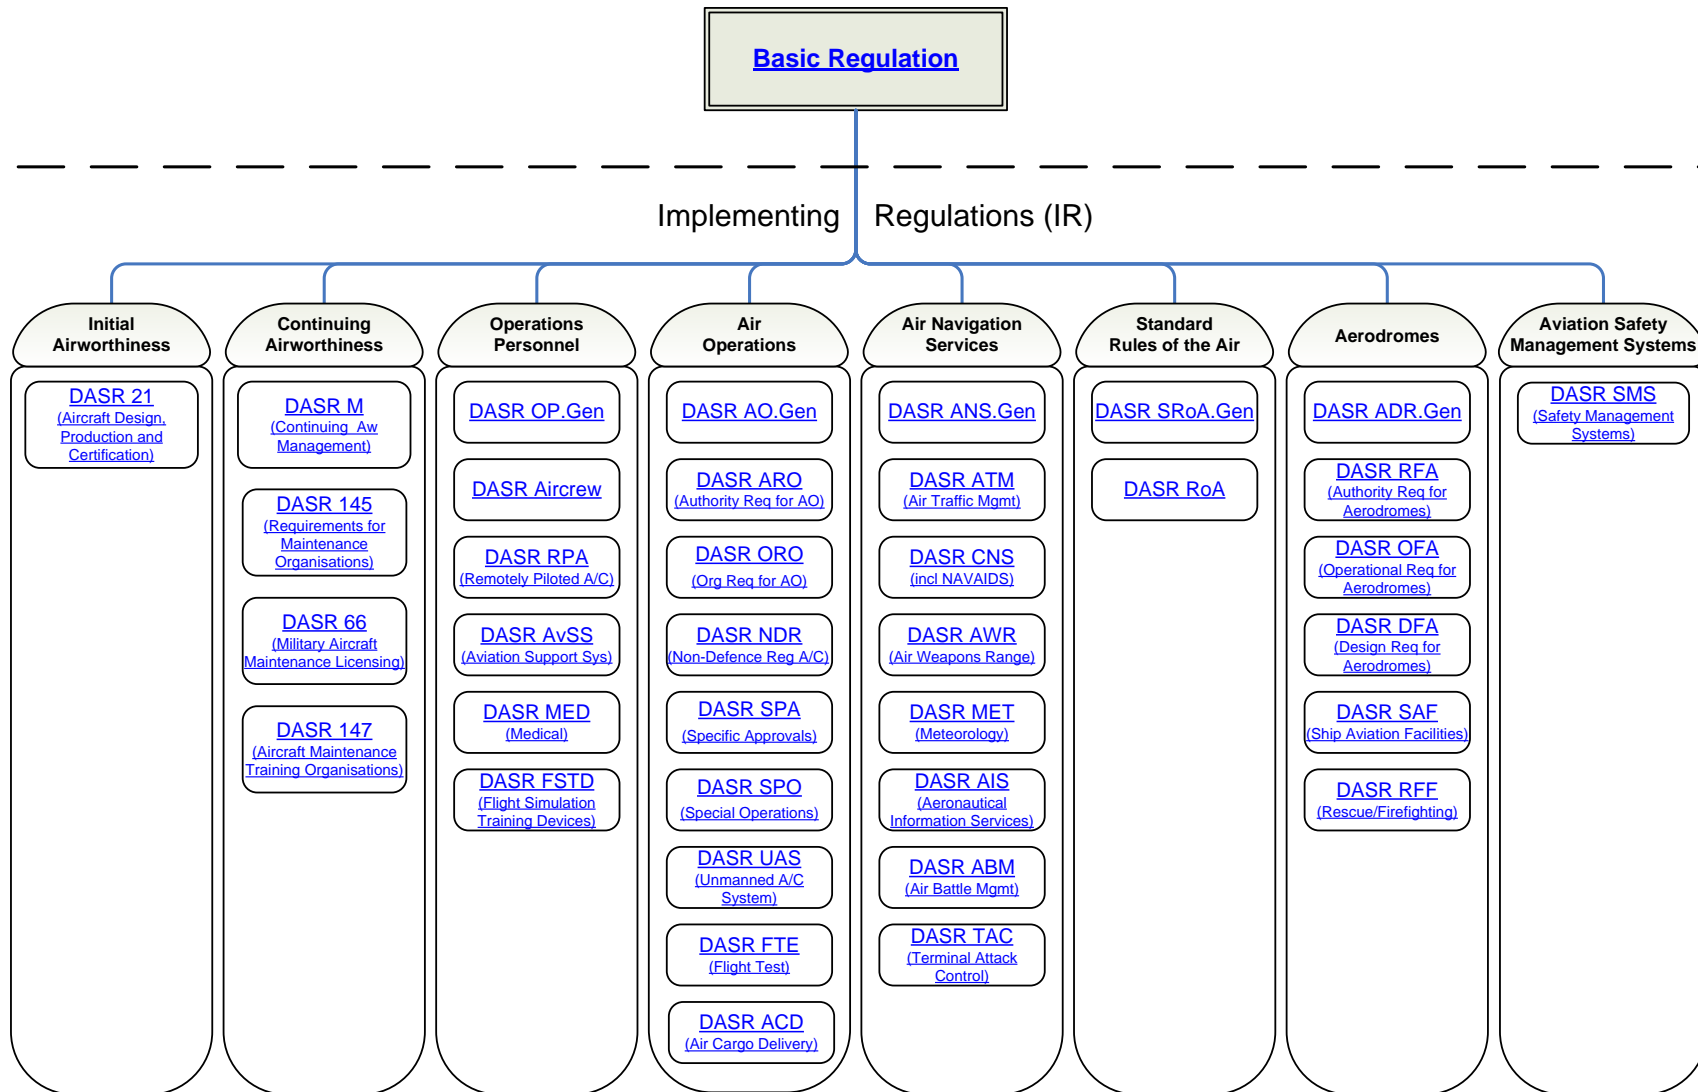 Basic Regulation
Implementing Regulations (IR)
Initial
Airworthiness
DASR 21
(Aircraft Design,
Production and
Certification)
Continuing
Airworthiness
DASR M
(Continuing Aw
Management)
DASR 145
(Requirements for
Maintenance
Organisations)
DASR 66
(Military Aircraft
Maintenance Licensing)
DASR 147
(Aircraft Maintenance
Training Organisations)
Operations
Personnel
DASR OP.Gen
DASR Aircrew
DASR RPA
(Remotely Piloted A/C)
DASR AvSS
(Aviation Support Sys)
DASR MED
(Medical)
DASR FSTD
(Flight Simulation
Training Devices)
Air
Operations
DASR AO.Gen
DASR ARO
(Authority Req for AO)
DASR ORO
(Org Req for AO)
DASR NDR
(Non-Defence Reg A/C)
DASR SPA
(Specific Approvals)
DASR SPO
(Special Operations)
DASR UAS
(Unmanned A/C
System)
DASR FTE
(Flight Test)
DASR ACD
(Air Cargo Delivery)
Air Navigation
Services
DASR ANS.Gen
DASR ATM
(Air Traffic Mgmt)
DASR CNS
(incl NAVAIDS)
DASR AWR
(Air Weapons Range)
DASR MET
(Meteorology)
DASR AIS
(Aeronautical
Information Services)
DASR ABM
(Air Battle Mgmt)
DASR TAC
(Terminal Attack
Control)
Standard
Rules of the Air
DASR SRoA.Gen
DASR RoA
Aerodromes
DASR ADR.Gen
DASR RFA
(Authority Req for
Aerodromes)
DASR OFA
(Operational Req for
Aerodromes)
DASR DFA
(Design Req for
Aerodromes)
DASR SAF
(Ship Aviation Facilities)
DASR RFF
(Rescue/Firefighting)
Aviation Safety
Management Systems
DASR SMS
(Safety Management
Systems)